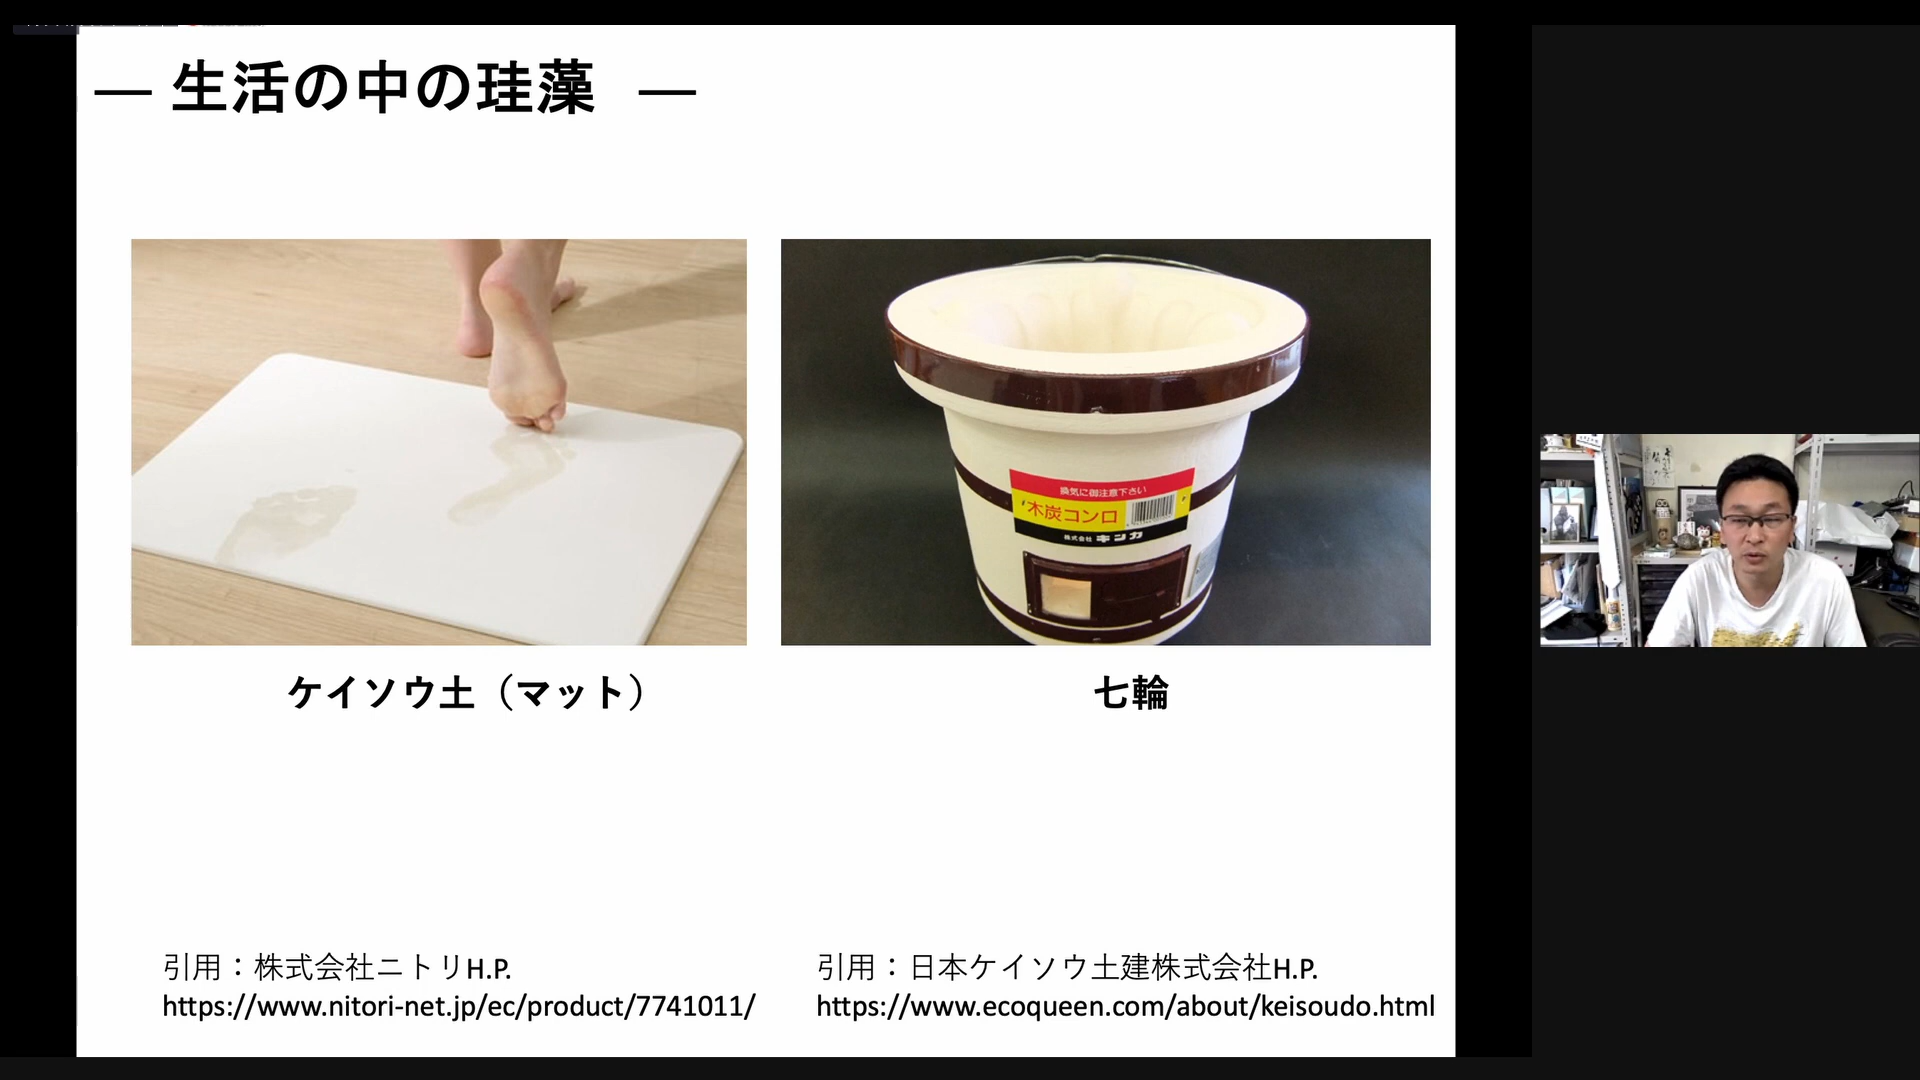 ― 生活の中の珪藻 ―
換気に御注意下さい
木炭コンロ
株式会社 キンカ
ケイソウ土（マット）
七輪
引用：株式会社ニトリH.P.
https://www.nitori-net.jp/ec/product/7741011/
引用：日本ケイソウ土建株式会社H.P.
https://www.ecoqueen.com/about/keisoudo.html